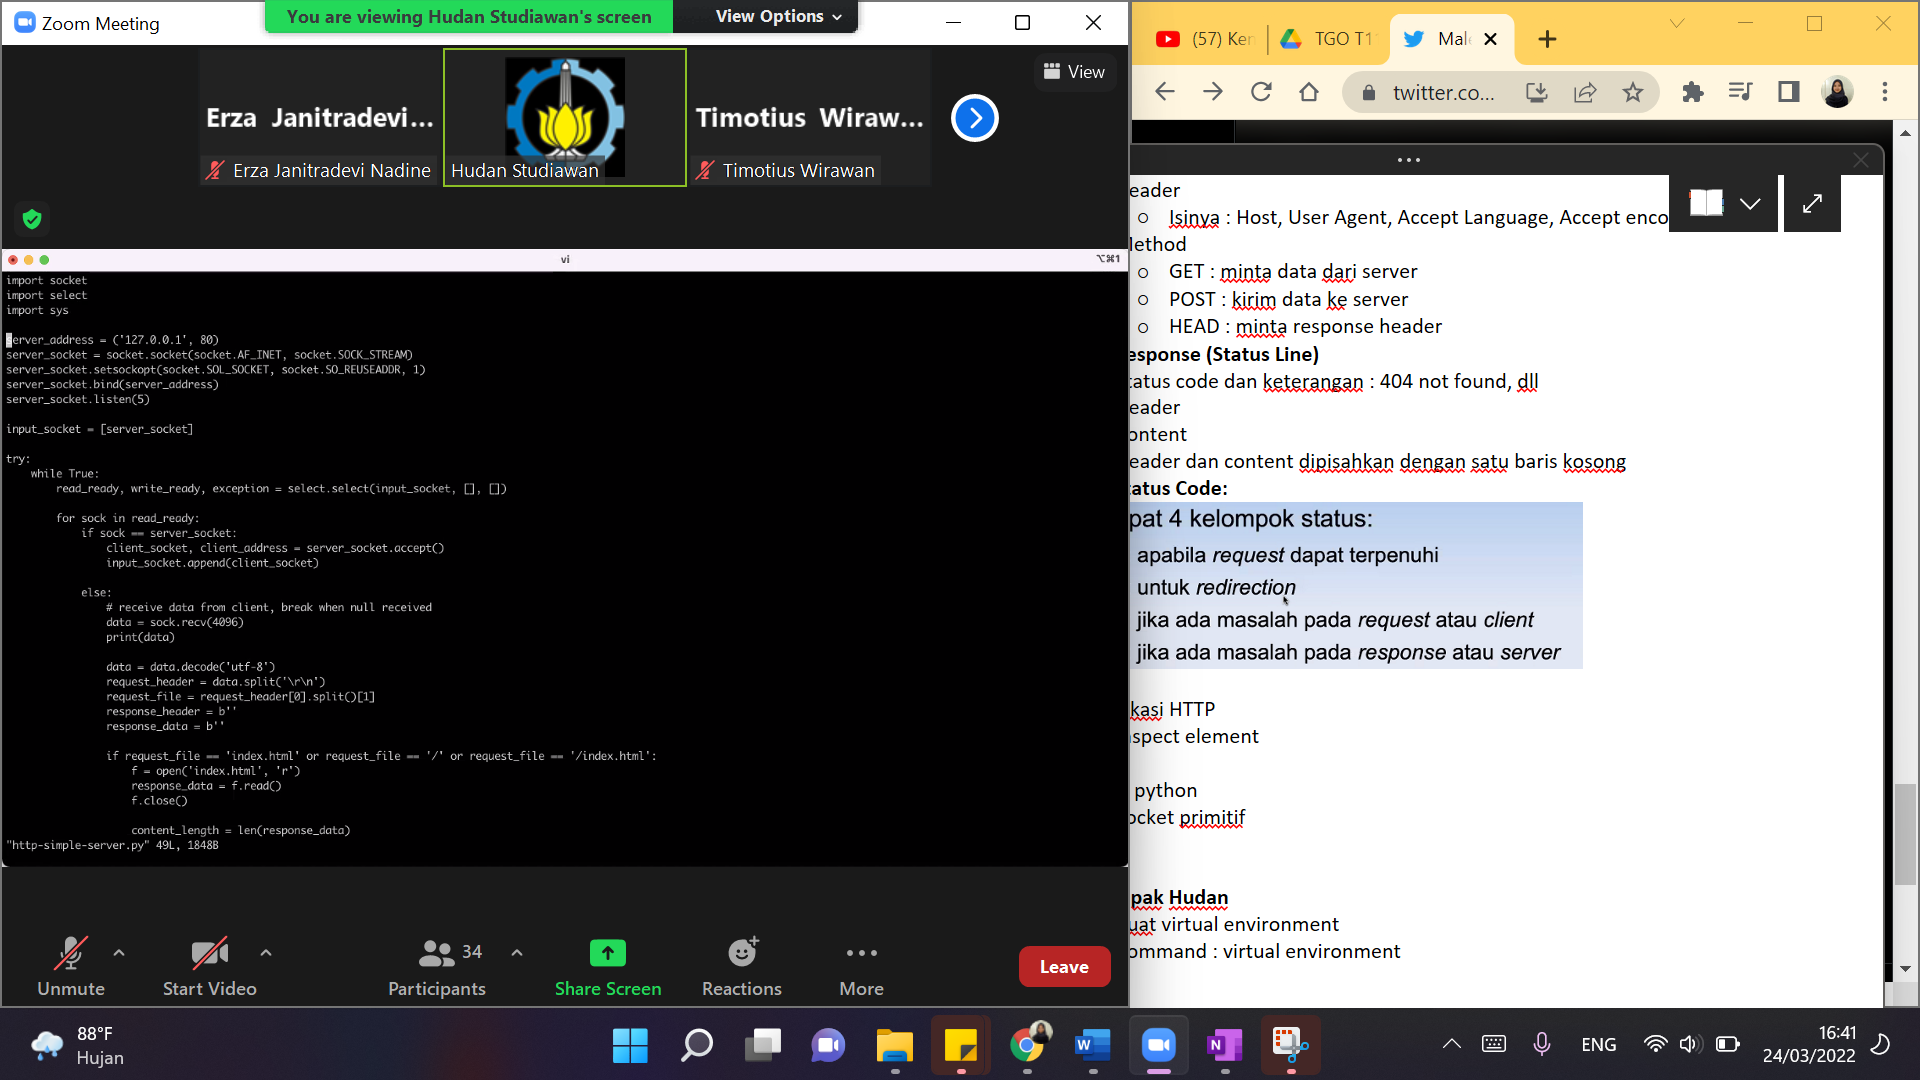 Zoom Meeting
You are viewing Hudan Studiawan's screen
View Options
View
Erza Janitradevi...
Erza Janitradevi Nadine
Hudan Studiawan
Timotius Wiraw...
Timotius Wirawan
vi
⌥⌘1
import socket
import select
import sys
server_address = ('127.0.0.1', 80)
server_socket = socket.socket(socket.AF_INET, socket.SOCK_STREAM)
server_socket.setsockopt(socket.SOL_SOCKET, socket.SO_REUSEADDR, 1)
server_socket.bind(server_address)
server_socket.listen(5)
input_socket = [server_socket]
try:
while True:
read_ready, write_ready, exception = select.select(input_socket, [], [])
for sock in read_ready:
if sock == server_socket:
client_socket, client_address = server_socket.accept()
input_socket.append(client_socket)
else:
# receive data from client, break when null received
data = sock.recv(4096)
print(data)
data = data.decode('utf-8')
request_header = data.split('\r\n')
request_file = request_header[0].split()[1]
response_header = b''
response_data = b''
if request_file == 'index.html' or request_file == '/' or request_file == '/index.html':
f = open('index.html', 'r')
response_data = f.read()
f.close()
content_length = len(response_data)
"http-simple-server.py" 49L, 1848B
Unmute
Start Video
34
Participants
Share Screen
Reactions
More
Leave
(57) Ken
TGO T1
Male
twitter.co...
eader
Isinya : Host, User Agent, Accept Language, Accept enco
lethod
GET : minta data dari server
POST : kirim data ke server
HEAD : minta response header
esponse (Status Line)
tatus code dan keterangan : 404 not found, dll
eader
ontent
eader dan content dipisahkan dengan satu baris kosong
tatus Code:
pat 4 kelompok status:
apabila request dapat terpenuhi
untuk redirection
jika ada masalah pada request atau client
jika ada masalah pada response atau server
kasi HTTP
spect element
python
ocket primitif
pak Hudan
uat virtual environment
ommand : virtual environment
88°F
Hujan
ENG
16:41
24/03/2022